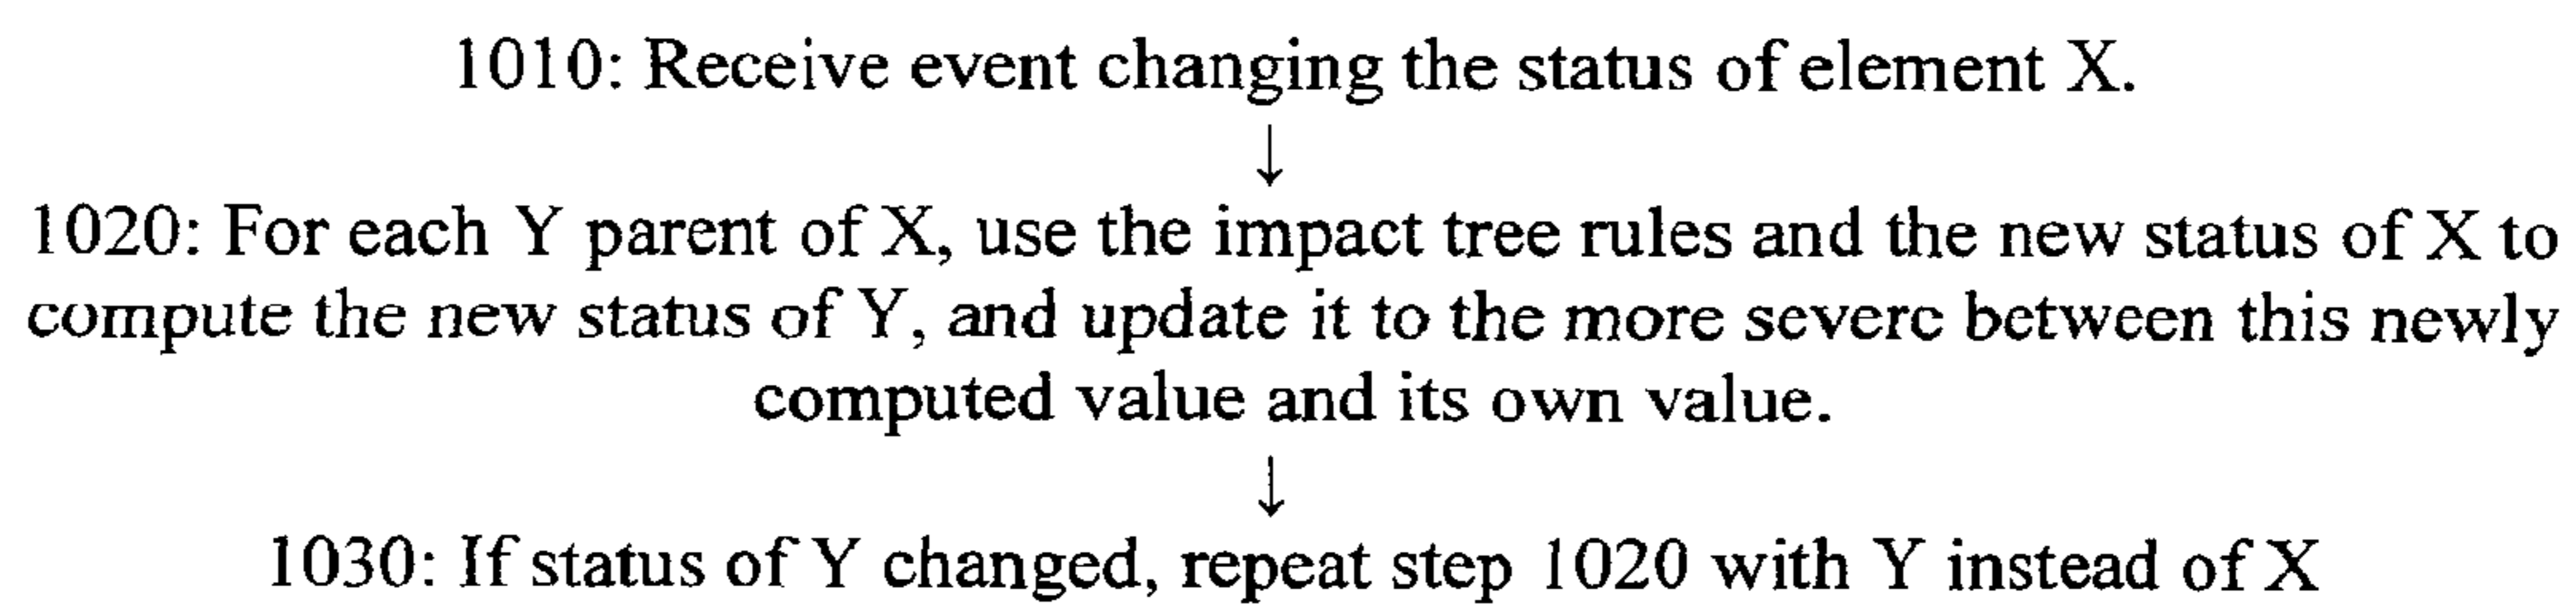 1010: Receive event changing the status of element X.
↓
1020: For each Y parent of X, use the impact tree rules and the new status of X to
compute the new status of Y, and update it to the more severe between this newly
computed value and its own value.
↓
1030: If status of Y changed, repeat step 1020 with Y instead of X